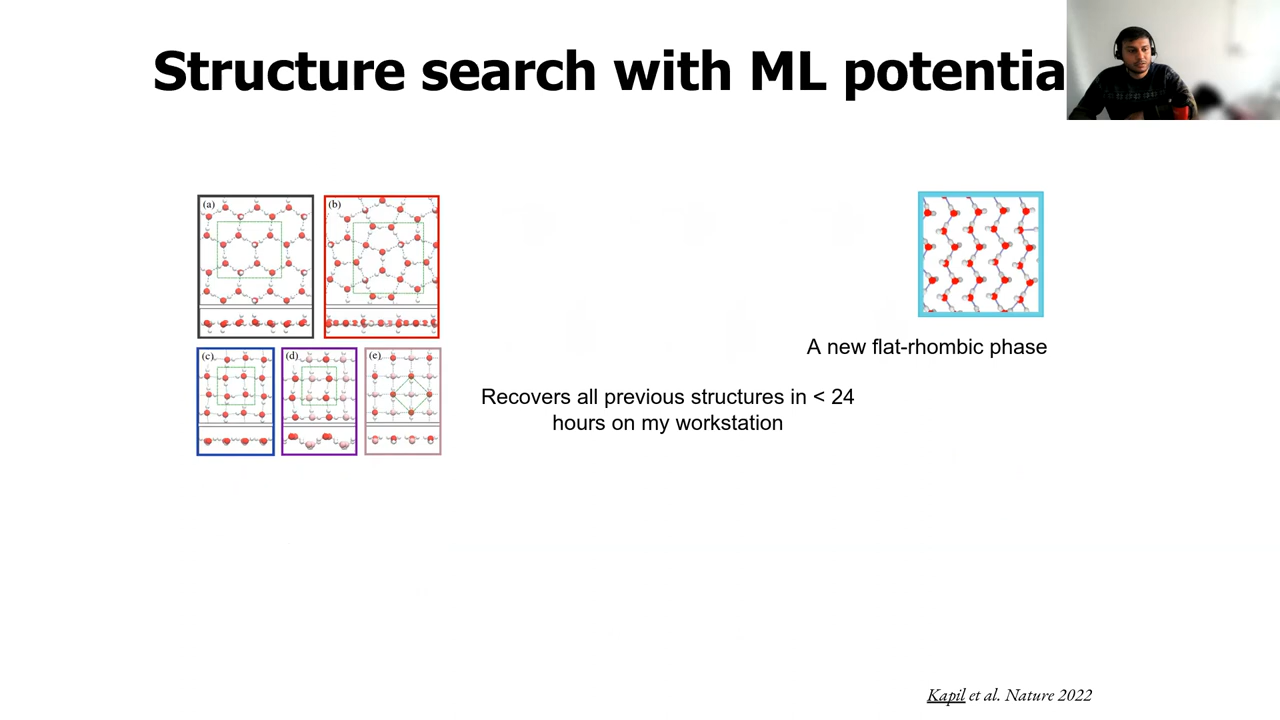 Structure search with ML potentia
(a)
(b)
(c)
(d)
(e)
A new flat-rhombic phase
Recovers all previous structures in < 24
hours on my workstation
Kapil et al. Nature 2022